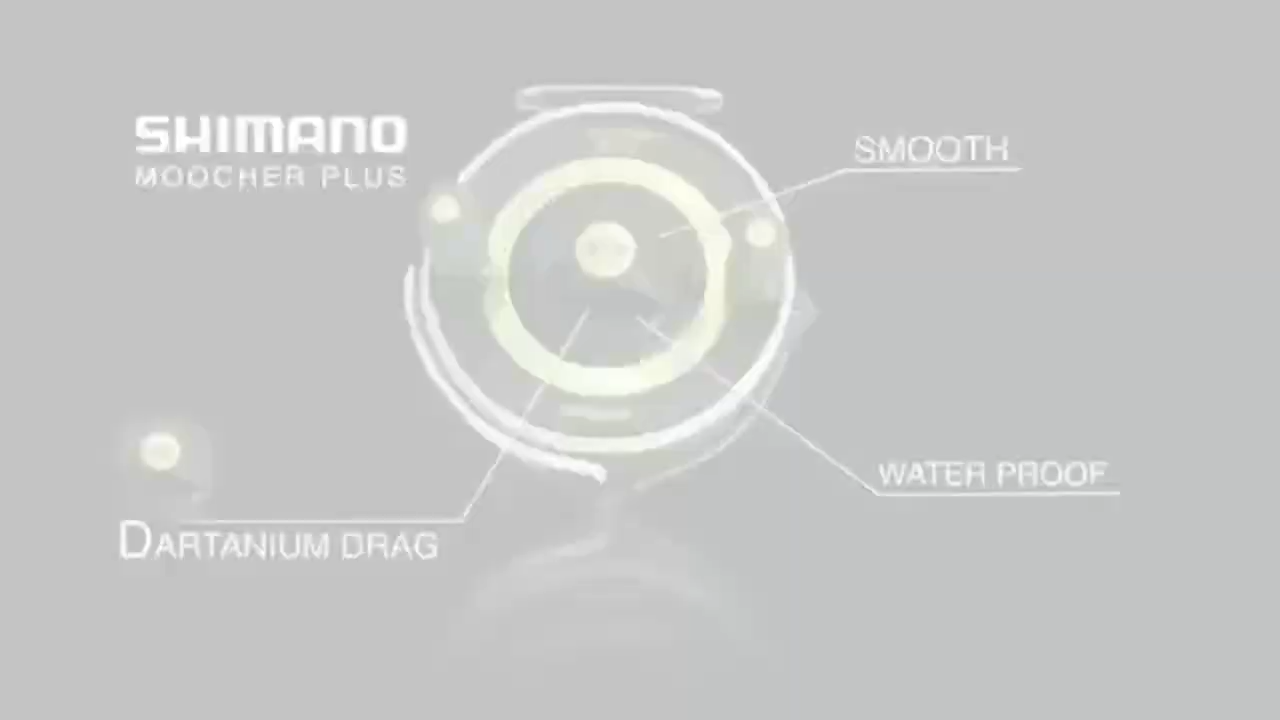 SHIMANO
MOOCHER PLUS
SMOOTH
WATER PROOF
DARTANIUM DRAG